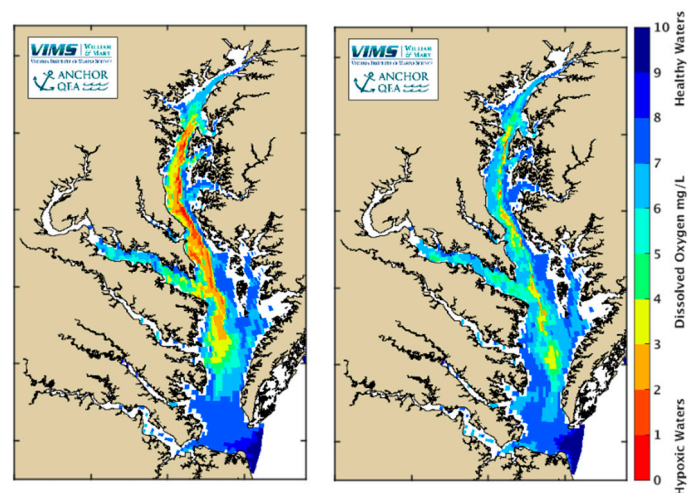 VIMS
WILLIAM
& MARY
VIRGINIA INSTITUTE OF MARINE SCIENCE
ANCHOR
QEA
VIMS
WILLIAM
& MARY
VIRGINIA INSTITUTE OF MARINE SCIENCE
ANCHOR
QEA
10
9
8
7
6
5
4
3
2
1
0
Healthy Waters
Dissolved Oxygen mg/L
Hypoxic Waters